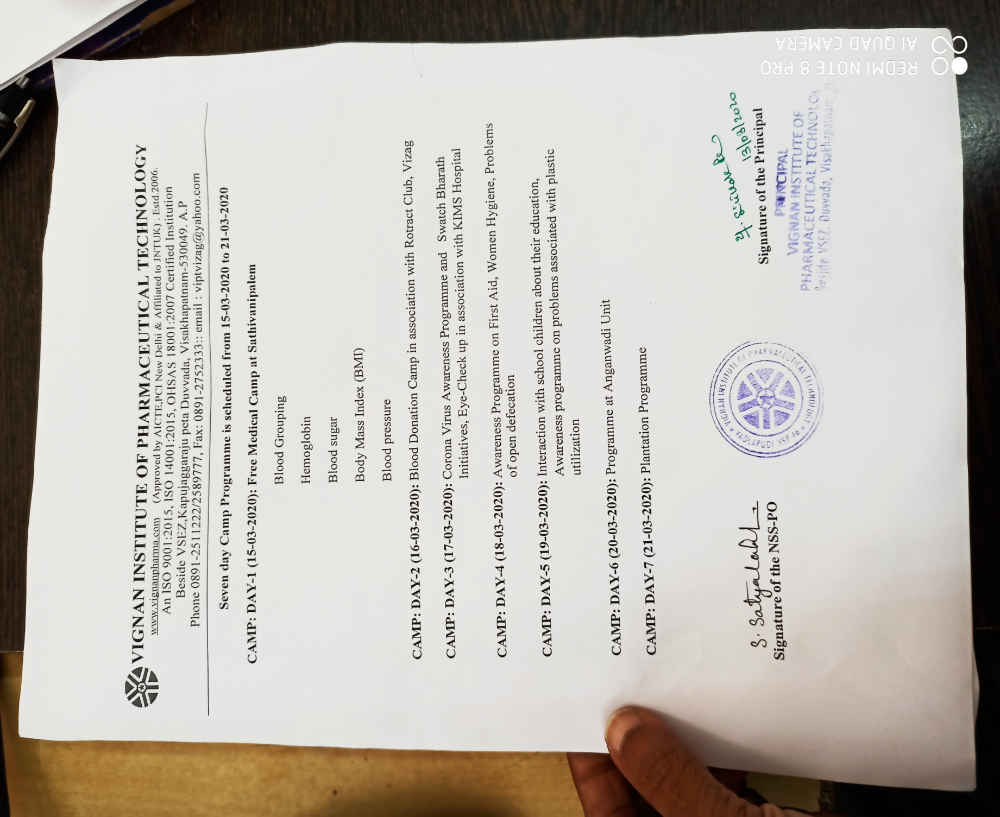 VIGNAN INSTITUTE OF PHARMACEUTICAL TECHNOLOGY
www.vignanpharma.com (Approved by AICTE,PCI New Delhi & Affiliated to JNTUK) . Estd.2006.
An ISO 9001:2015, ISO 14001:2015, OHSAS 18001:2007 Certified Institution
Beside VSEZ,Kapujaggaraju peta Duvvada, Visakhapatnam-530049. A.P
Phone 0891-2511222/2589777, Fax: 0891-2752333:: email : viptvizag@yahoo.com
Seven day Camp Programme is scheduled from 15-03-2020 to 21-03-2020
CAMP: DAY-1 (15-03-2020): Free Medical Camp at Sathivanipalem
Blood Grouping
Hemoglobin
Blood sugar
Body Mass Index (BMI)
Blood pressure
CAMP: DAY-2 (16-03-2020): Blood Donation Camp in association with Rotract Club, Vizag
CAMP: DAY-3 (17-03-2020): Corona Virus Awareness Programme and Swatch Bharath
Initiatives, Eye-Check up in association with KIMS Hospital
CAMP: DAY-4 (18-03-2020): Awareness Programme on First Aid, Women Hygiene, Problems
of open defecation
CAMP: DAY-5 (19-03-2020): Interaction with school children about their education,
Awareness programme on problems associated with plastic
utilization
CAMP: DAY-6 (20-03-2020): Programme at Anganwadi Unit
CAMP: DAY-7 (21-03-2020): Plantation Programme
13/03/2020
S.
Signature of the NSS-PO
VIGNAN INSTITUTE OF PHARMACEUTICAL TECHNOLOGY
VADLAPUDI VSP 46
Signature of the Principal
PRINCIPAL
VIGNAN INSTITUTE OF
PHARMACEUTICAL TECHNOLOG
Beside VSEZ, Duvvada, Visakhapatnam,
REDMI NOTE 8 PRO
AI QUAD CAMERA